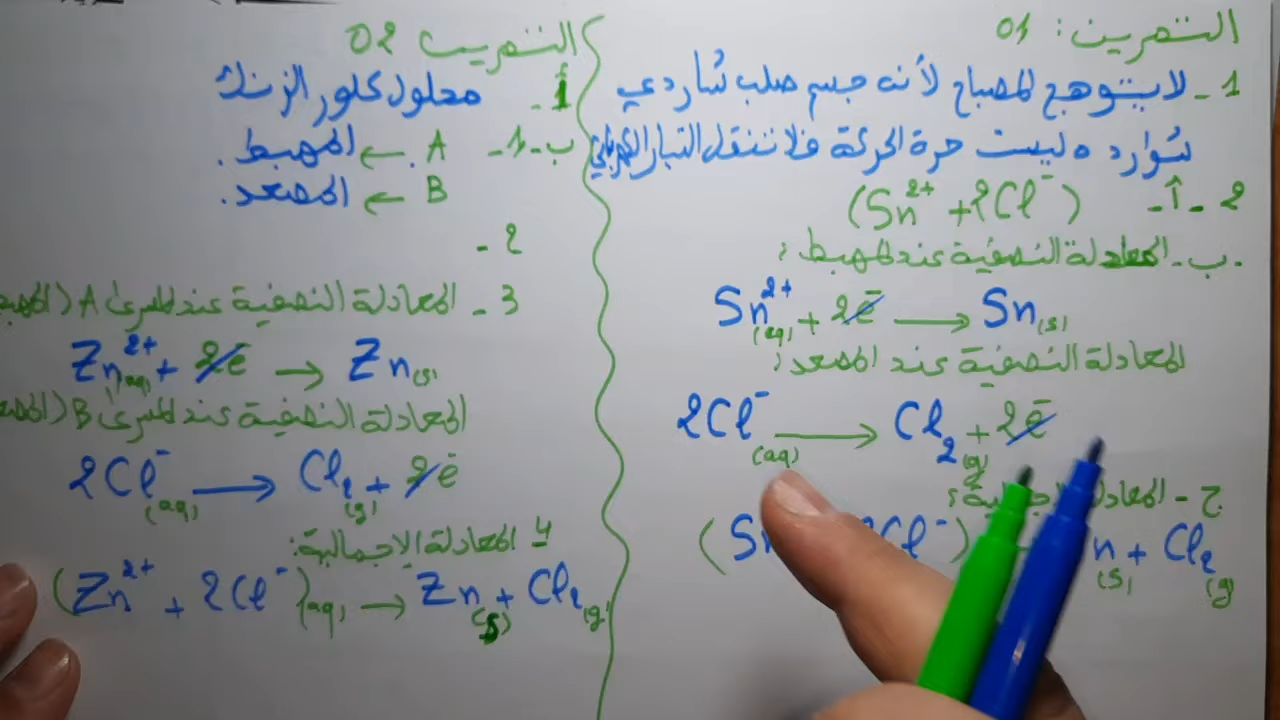 التمرين: 01
1- لا يتوهج المصباح لأنه جسم صلب شاردي
شوارده ليست حرة الحركة فلا تنقل التيار الكهربائي
2-أ- (Sn²⁺ + 2Cl⁻)
ب- المعادلة النصفية عند المهبط:
Sn²⁺(aq) + 2e⁻ → Sn(s)
المعادلة النصفية عند المصعد:
2Cl⁻(aq) → Cl₂(g) + 2e⁻
ج- المعادلة
(Sn 2Cl⁻) n(s) + Cl₂(g)
التمرين 02
أ- محلول كلور الزنك
ب-1- A → المهبط.
B → المصعد.
2-
3- المعادلة النصفية عند المسرى A (المهبط
Zn²⁺(aq) + 2e⁻ → Zn(s)
المعادلة النصفية عند المسرى B (المصعد
2Cl⁻(aq) → Cl₂(g) + 2e⁻
4- المعادلة الإجمالية:
(Zn²⁺ + 2Cl⁻)(aq) → Zn(s) + Cl₂(g)